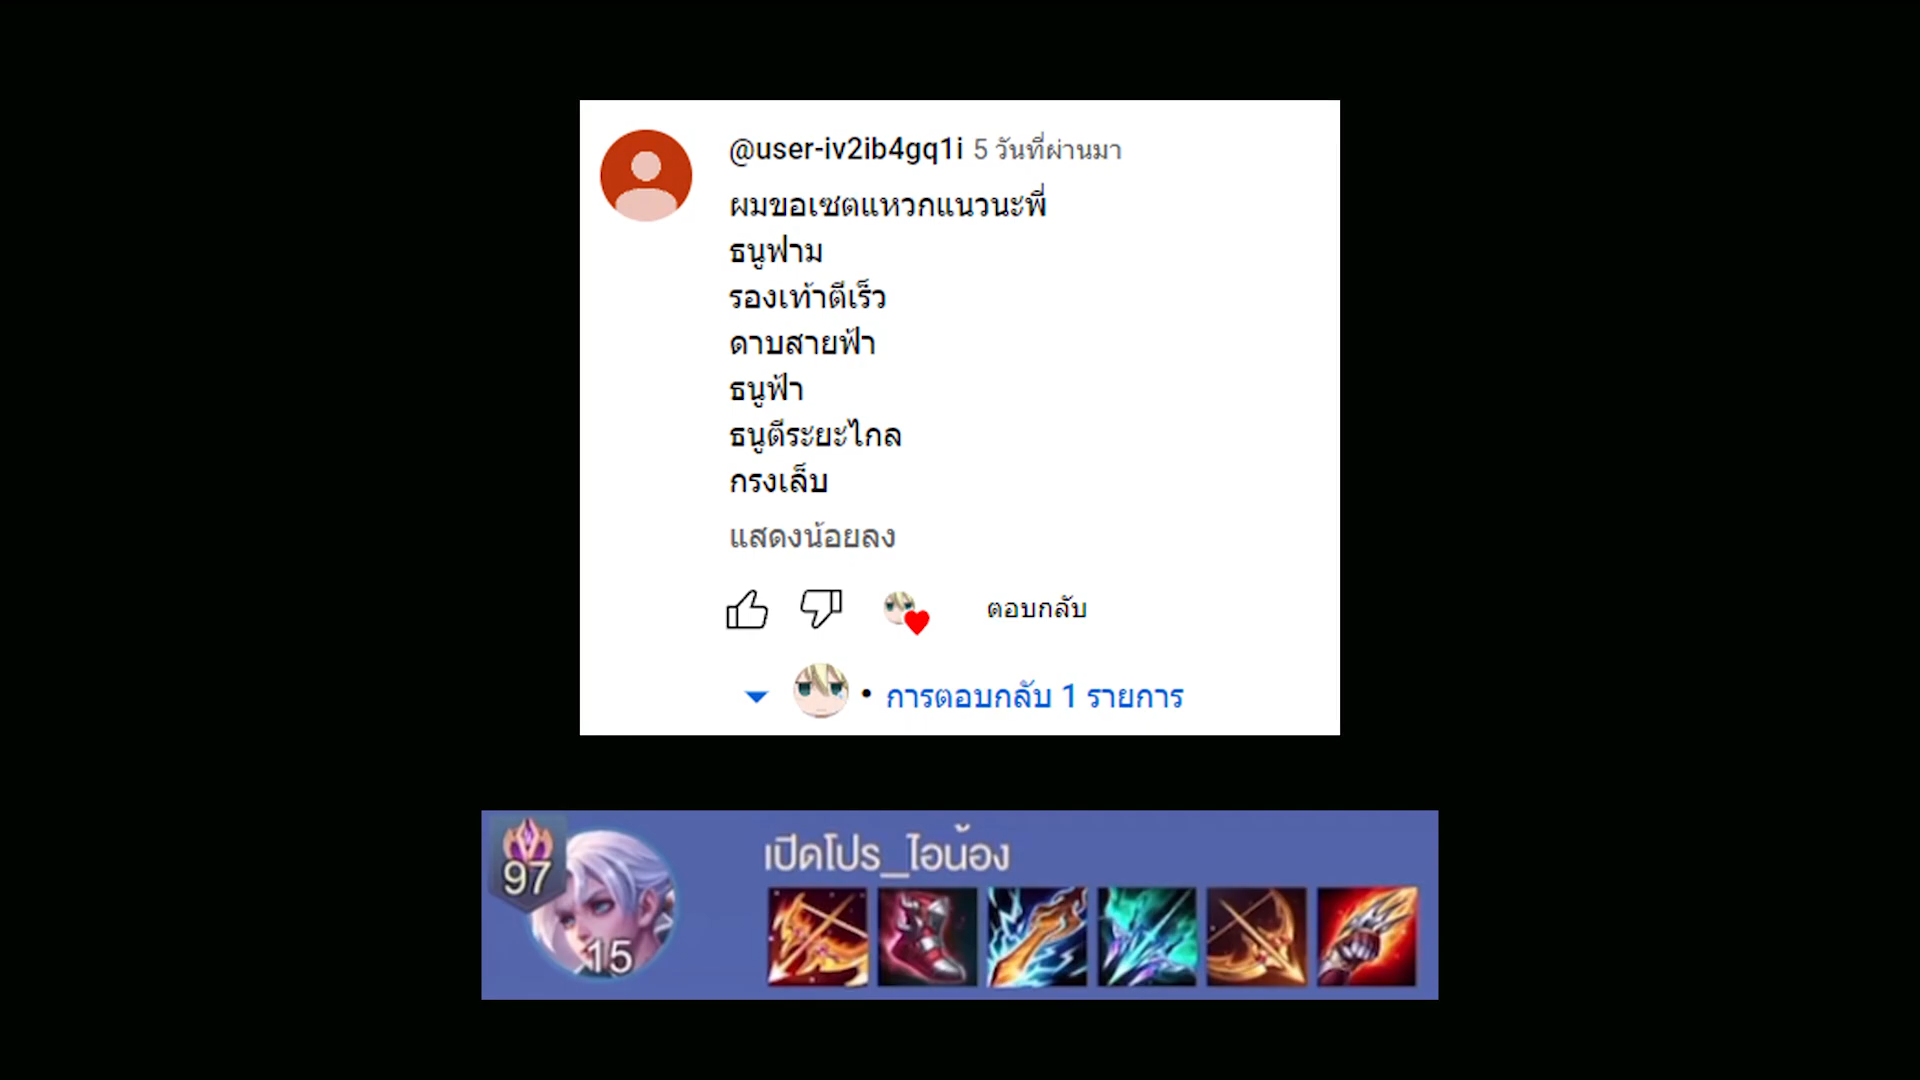 @user-iv2ib4gq1i 5 วันที่ผ่านมา
ผมขอเซตแหวกแนวนะพี่
ธนูฟาม
รองเท้าตีเร็ว
ดาบสายฟ้า
ธนูฟ้า
ธนูตีระยะไกล
กรงเล็บ
แสดงน้อยลง
ตอบกลับ
• การตอบกลับ 1 รายการ
97
เปิดโปร_ไอน้อง
15